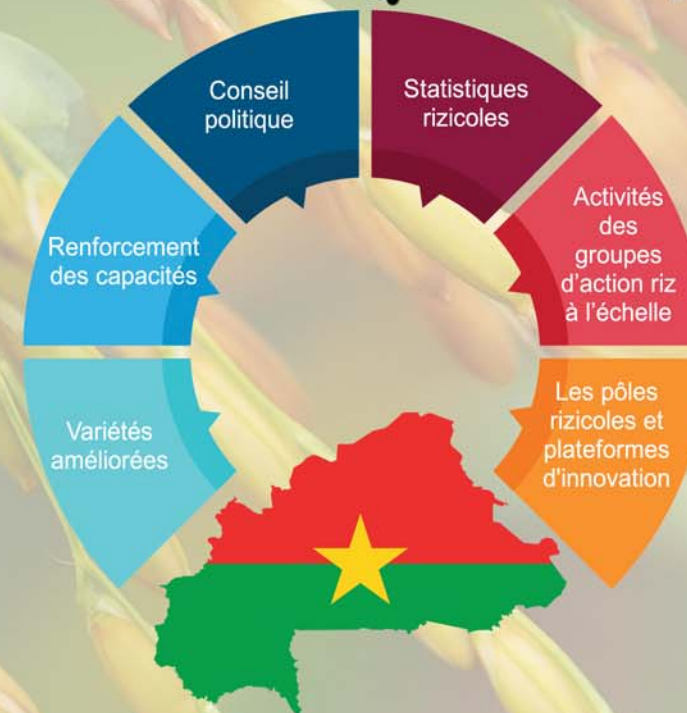 Conseil
politique
Statistiques
rizicoles
Renforcement
des capacités
Activités
des
groupes
d'action riz
à l'échelle
Variétés
améliorées
Les pôles
rizicoles et
plateformes
d'innovation